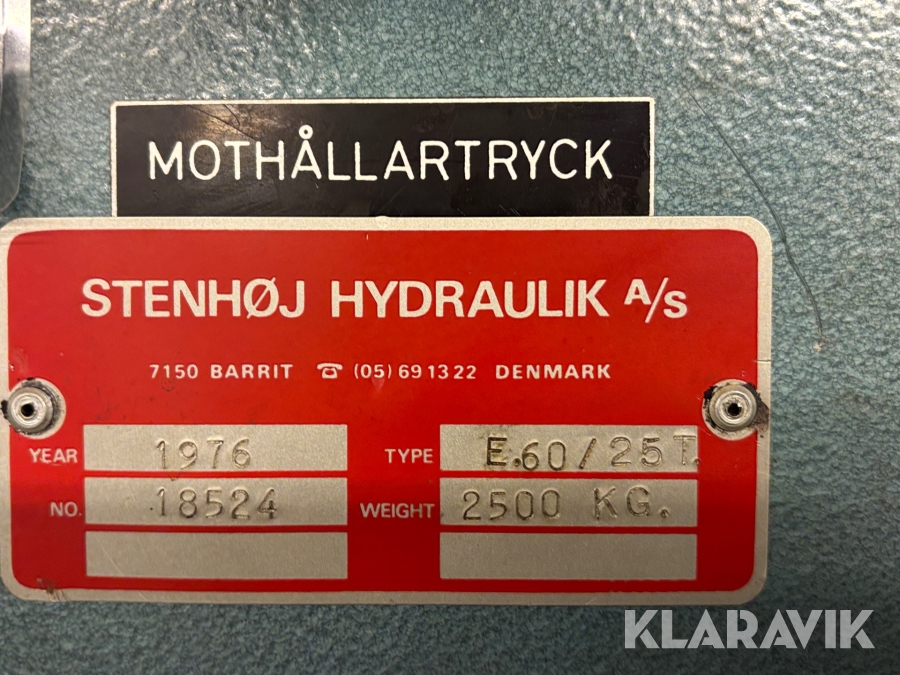 MOTHÅLLARTRYCK
STENHØJ HYDRAULIK A/S
7150 BARRIT ☎ (05) 69 13 22 DENMARK
YEAR 1976 TYPE E.60/25T.
NO. 18524 WEIGHT 2500 KG.
KLARAVIK